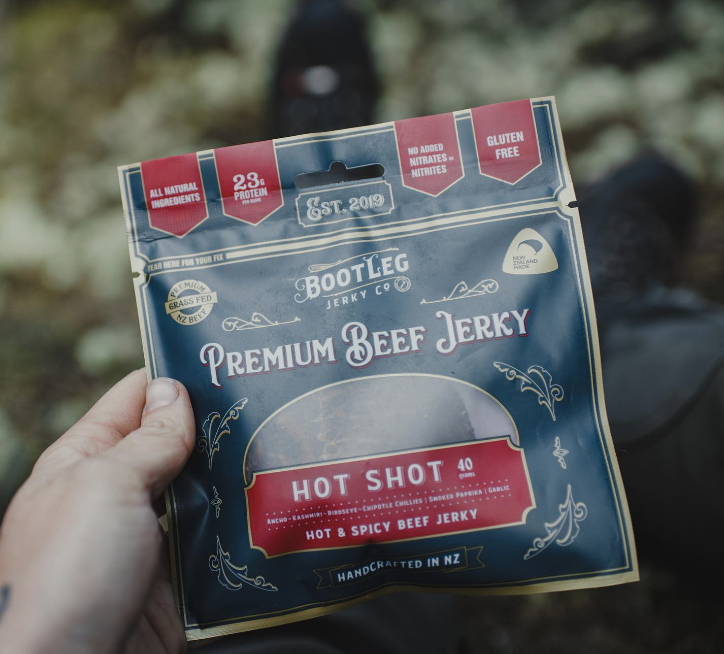 ALL NATURAL
INGREDIENTS
23G
PROTEIN
EST. 2019
NO ADDED
NITRATES OR
NITRITES
GLUTEN
FREE
TEAR HERE FOR YOUR FIX
PREMIUM
GRASS FED
NZ BEEF
BOOTLEG
JERKY CO
NEW
ZEALAND
MADE
PREMIUM BEEF JERKY
HOT SHOT 40
grams
ANCHO - KASHMIRI - BIRDSEYE - CHIPOTLE CHILLIES | SMOKED PAPRIKA | GARLIC
HOT & SPICY BEEF JERKY
HANDCRAFTED IN NZ